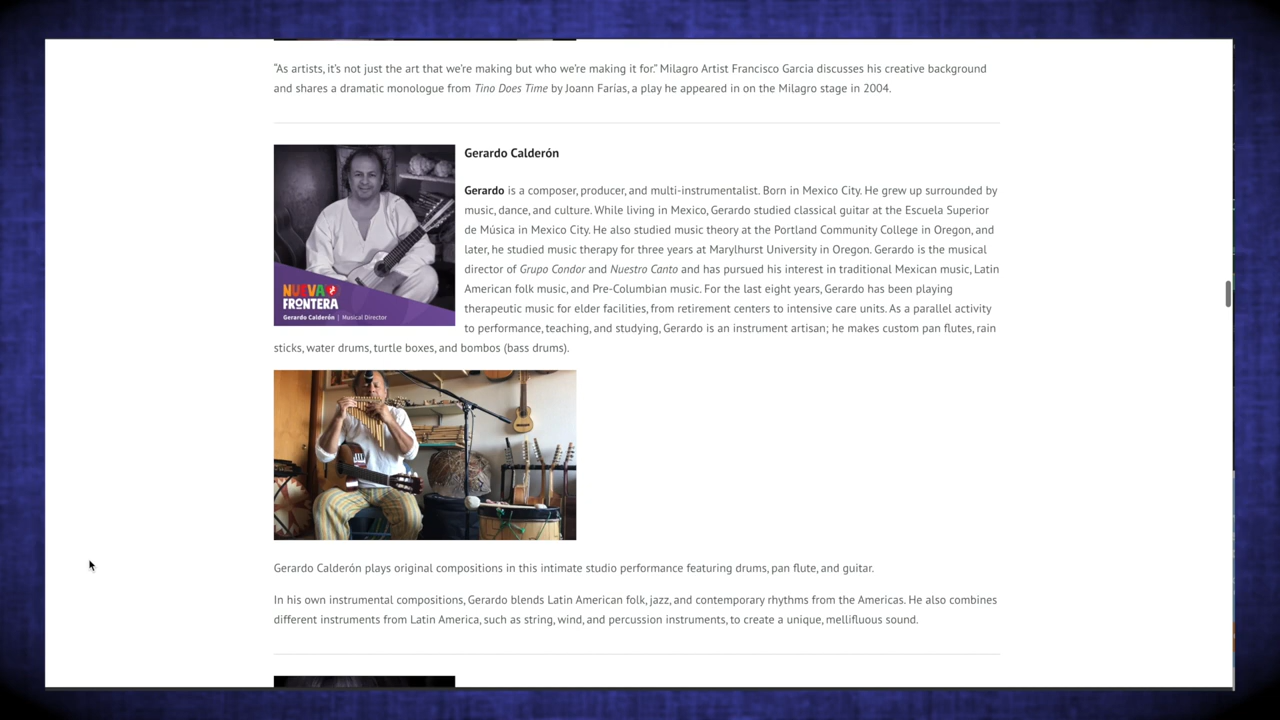 “As artists, it’s not just the art that we’re making but who we’re making it for.” Milagro Artist Francisco Garcia discusses his creative background
and shares a dramatic monologue from Tino Does Time by Joann Farías, a play he appeared in on the Milagro stage in 2004.
Gerardo Calderón
Gerardo is a composer, producer, and multi-instrumentalist. Born in Mexico City. He grew up surrounded by
music, dance, and culture. While living in Mexico, Gerardo studied classical guitar at the Escuela Superior
de Música in Mexico City. He also studied music theory at the Portland Community College in Oregon, and
later, he studied music therapy for three years at Marylhurst University in Oregon. Gerardo is the musical
director of Grupo Condor and Nuestro Canto and has pursued his interest in traditional Mexican music, Latin
American folk music, and Pre-Columbian music. For the last eight years, Gerardo has been playing
therapeutic music for elder facilities, from retirement centers to intensive care units. As a parallel activity
to performance, teaching, and studying, Gerardo is an instrument artisan; he makes custom pan flutes, rain
sticks, water drums, turtle boxes, and bombos (bass drums).
NUEVA
FRONTERA
Gerardo Calderón | Musical Director
Gerardo Calderón plays original compositions in this intimate studio performance featuring drums, pan flute, and guitar.
In his own instrumental compositions, Gerardo blends Latin American folk, jazz, and contemporary rhythms from the Americas. He also combines
different instruments from Latin America, such as string, wind, and percussion instruments, to create a unique, mellifluous sound.